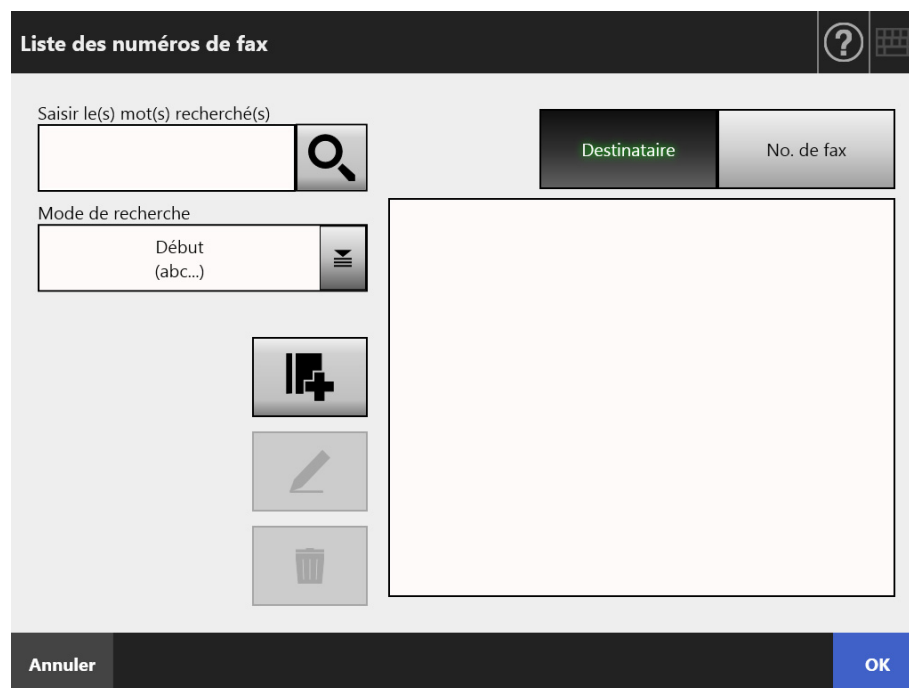 Liste des numéros de fax
?
Saisir le(s) mot(s) recherché(s)
Destinataire
No. de fax
Mode de recherche
Début
(abc...)
Annuler
OK